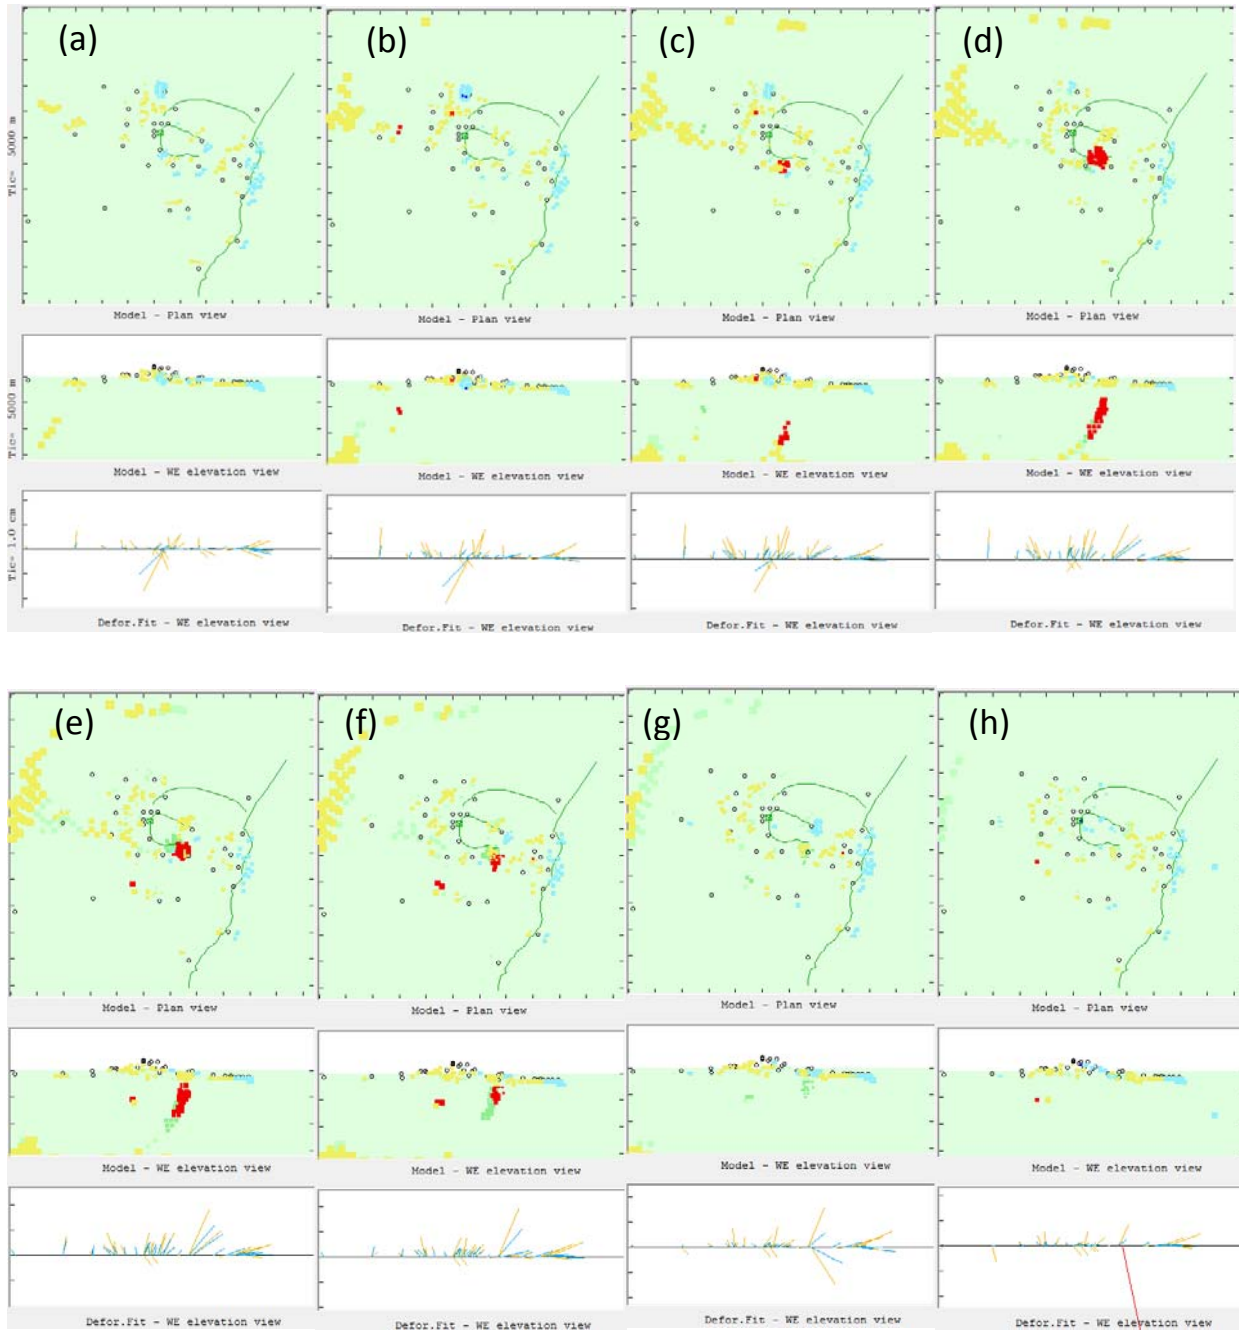 (a) (b) (c) (d)
Tic= 5000 m
Model - Plan view Model - Plan view Model - Plan view Model - Plan view
Tic= 5000 m
Model - WE elevation view Model - WE elevation view Model - WE elevation view Model - WE elevation view
Tic= 1.0 cm
Defor.Fit - WE elevation view Defor.Fit - WE elevation view Defor.Fit - WE elevation view Defor.Fit - WE elevation view
(e) (f) (g) (h)
Model - Plan view Model - Plan view Model - Plan view Model - Plan view
Model - WE elevation view Model - WE elevation view Model - WE elevation view Model - WE elevation view
Defor.Fit - WE elevation view Defor.Fit - WE elevation view Defor.Fit - WE elevation view Defor.Fit - WE elevation view